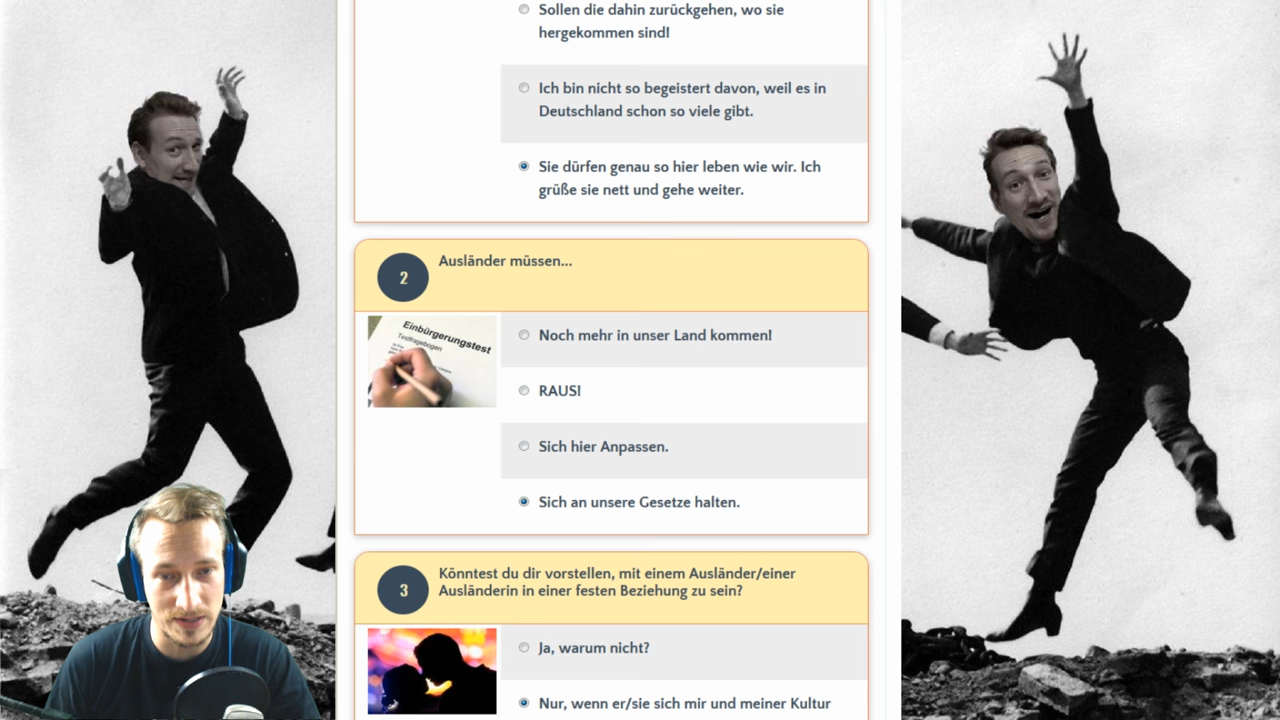 Sollen die dahin zurückgehen, wo sie
hergekommen sind!
Ich bin nicht so begeistert davon, weil es in
Deutschland schon so viele gibt.
Sie dürfen genau so hier leben wie wir. Ich
grüße sie nett und gehe weiter.
2
Ausländer müssen...
Einbürgerungstest
Testfragebogen
Noch mehr in unser Land kommen!
RAUS!
Sich hier Anpassen.
Sich an unsere Gesetze halten.
3
Könntest du dir vorstellen, mit einem Ausländer/einer
Ausländerin in einer festen Beziehung zu sein?
Ja, warum nicht?
Nur, wenn er/sie sich mir und meiner Kultur